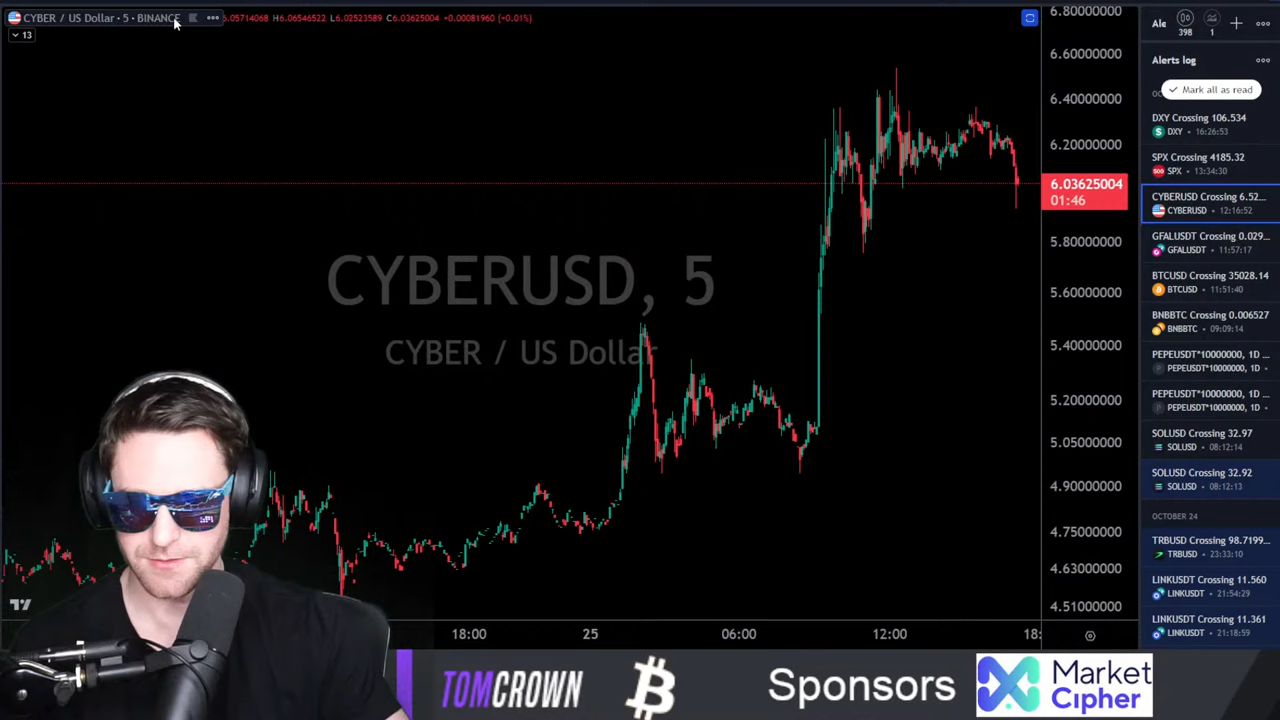 CYBER / US Dollar · 5 · BINANCE
6.05714068 H6.06546522 L6.02523589 C6.03625004 +0.00081960 (+0.01%)
13
CYBERUSD, 5
CYBER / US Dollar
6.80000000
6.60000000
6.40000000
6.20000000
6.03625004
01:46
5.80000000
5.60000000
5.40000000
5.20000000
5.05000000
4.90000000
4.75000000
4.63000000
4.51000000
18:00
25
06:00
12:00
18:
Ale
398
1
Alerts log
Mark all as read
DXY Crossing 106.534
DXY • 16:26:53
SPX Crossing 4185.32
500 SPX • 13:34:30
CYBERUSD Crossing 6.52...
CYBERUSD • 12:16:52
GFALUSDT Crossing 0.029...
GFALUSDT • 11:57:17
BTCUSD Crossing 35028.14
BTCUSD • 11:51:40
BNBBTC Crossing 0.006527
BNBBTC • 09:09:14
PEPEUSDT*10000000, 1D ...
P PEPEUSDT*10000000, 1D •
PEPEUSDT*10000000, 1D ...
P PEPEUSDT*10000000, 1D •
SOLUSD Crossing 32.97
SOLUSD • 08:12:14
SOLUSD Crossing 32.92
SOLUSD • 08:12:13
OCTOBER 24
TRBUSD Crossing 98.7199...
TRBUSD • 23:33:10
LINKUSDT Crossing 11.560
LINKUSDT • 21:54:29
LINKUSDT Crossing 11.361
LINKUSDT • 21:18:59
TOMCROWN
Sponsors
Market
Cipher